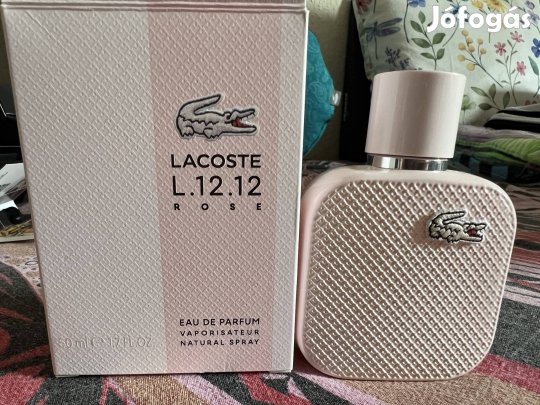 Jófogás
LACOSTE
L.12.12
ROSE
EAU DE PARFUM
VAPORISATEUR
NATURAL SPRAY
50 ml e 1.7 FL OZ